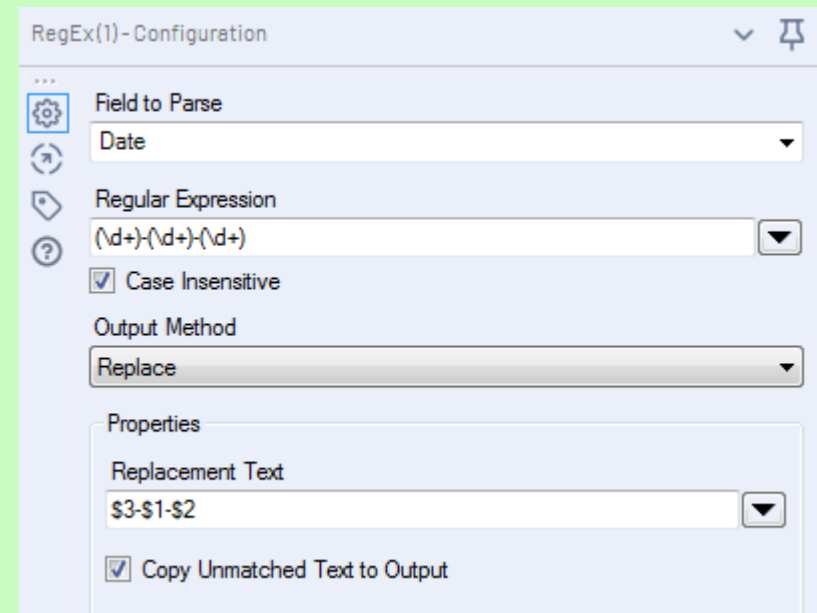 RegEx(1) - Configuration
Field to Parse
Date
Regular Expression
(\d+)-(\d+)-(\d+)
Case Insensitive
Output Method
Replace
Properties
Replacement Text
$3-$1-$2
Copy Unmatched Text to Output